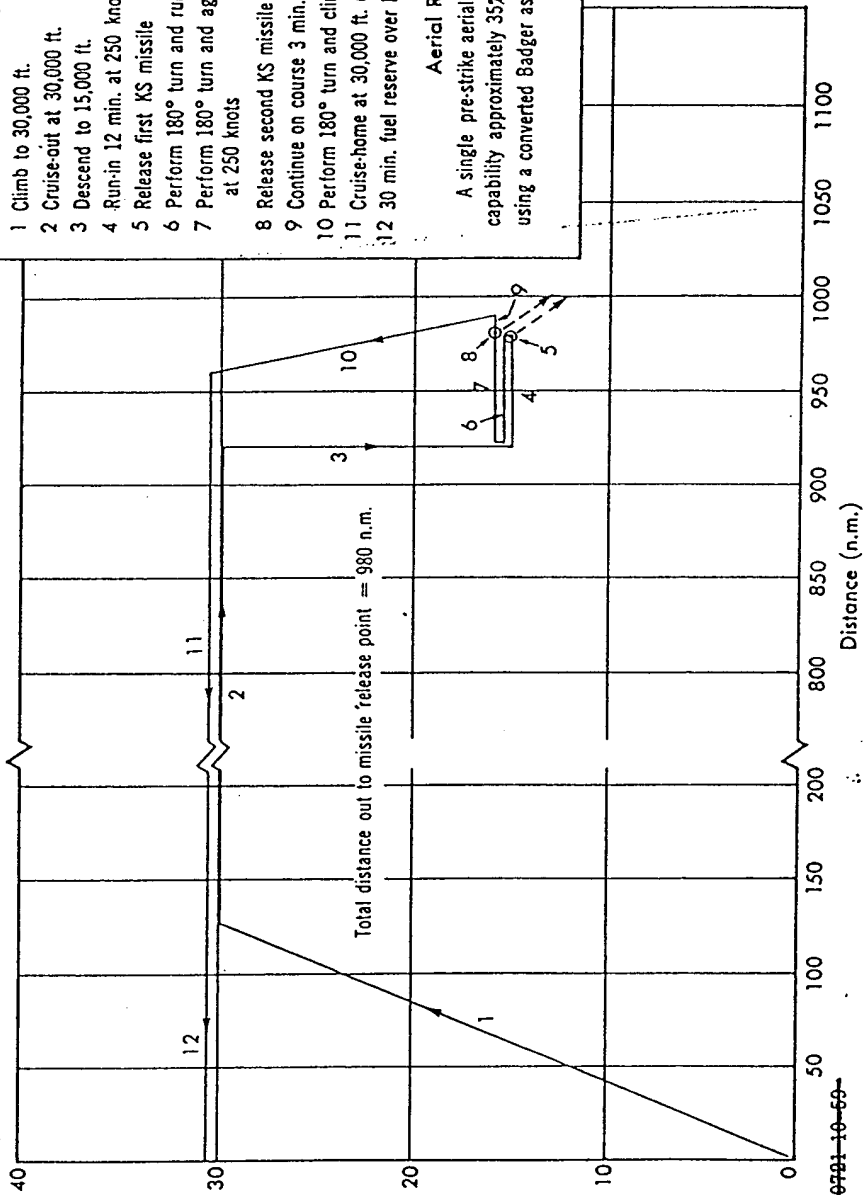 1 Climb to 30,000 ft.
2 Cruise-out at 30,000 ft.
3 Descend to 15,000 ft.
4 Run-in 12 min. at 250 kno
5 Release first KS missile
6 Perform 180° turn and ru
7 Perform 180° turn and ag
at 250 knots
8 Release second KS missile
9 Continue on course 3 min.
10 Perform 180° turn and cli
11 Cruise-home at 30,000 ft.
12 30 min. fuel reserve over
Aerial R
A single pre-strike aerial
capability approximately 35%
using a converted Badger as
40
30
20
10
0
12
11
2
1
3
10
Total distance out to missile release point = 980 n.m.
8
9
7
6
4
5
50
100
150
200
800
850
900
950
1000
1050
1100
Distance (n.m.)
0721 10-59